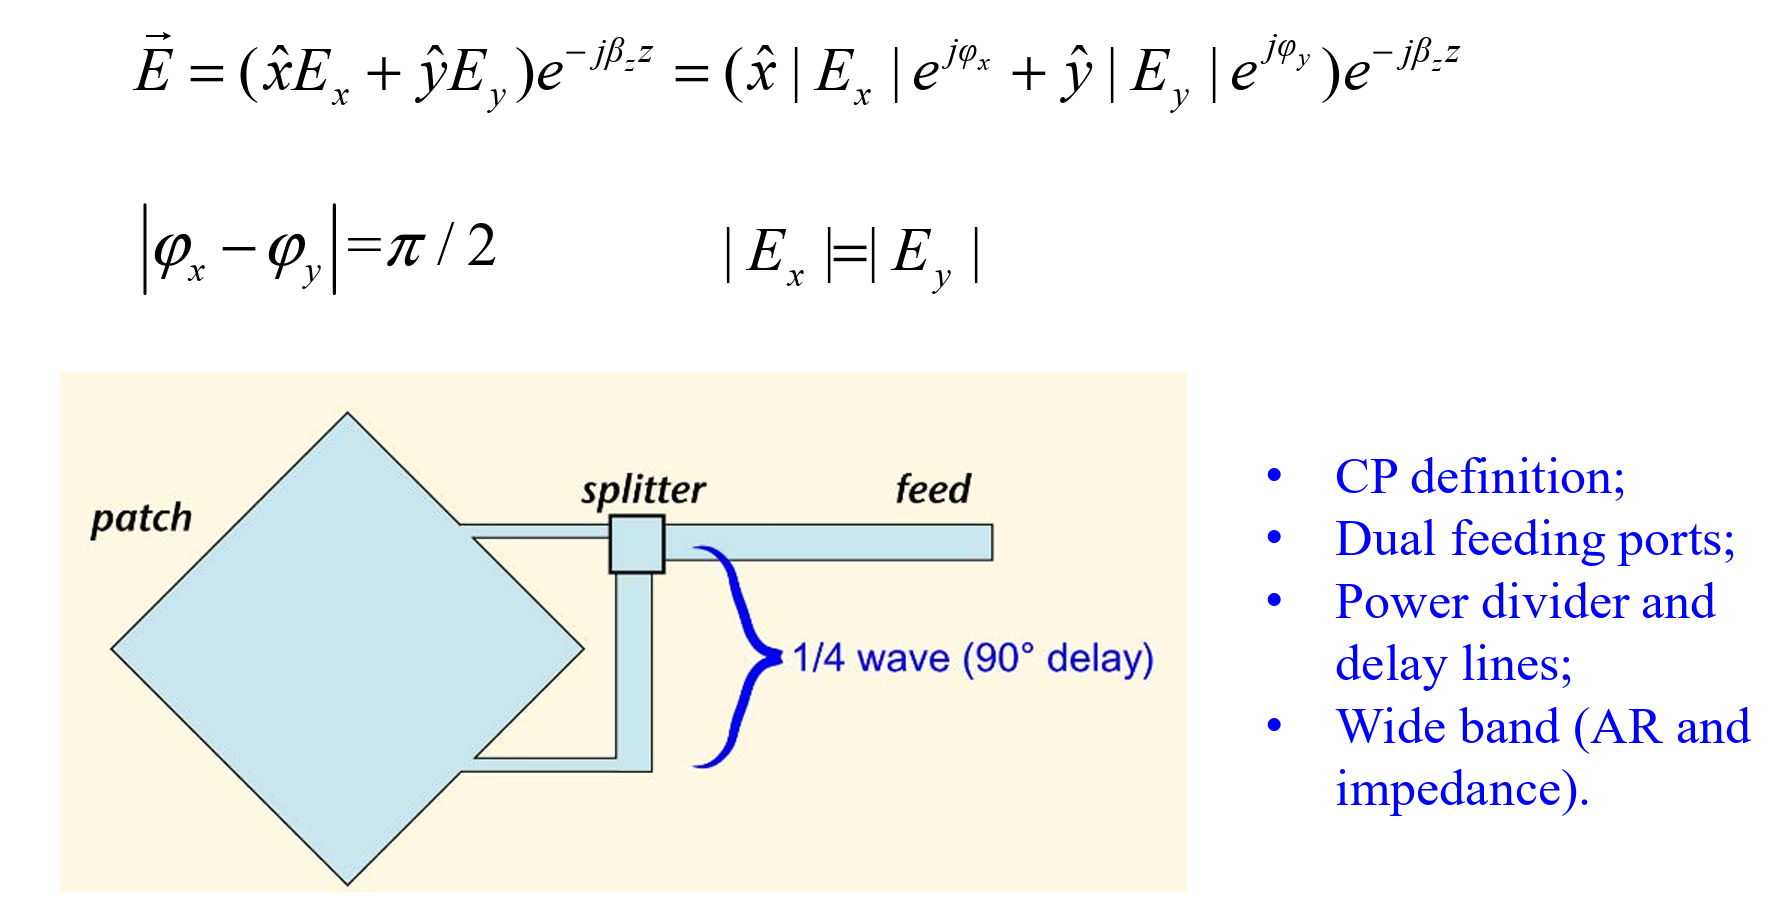 $\vec{E} = (\hat{x}E_x + \hat{y}E_y)e^{-j\beta_z z} = (\hat{x}|E_x|e^{j\varphi_x} + \hat{y}|E_y|e^{j\varphi_y})e^{-j\beta_z z}$
$|\varphi_x - \varphi_y| = \pi/2$ $|E_x|=|E_y|$
patch
splitter
feed
1/4 wave (90° delay)
• CP definition;
• Dual feeding ports;
• Power divider and
delay lines;
• Wide band (AR and
impedance).